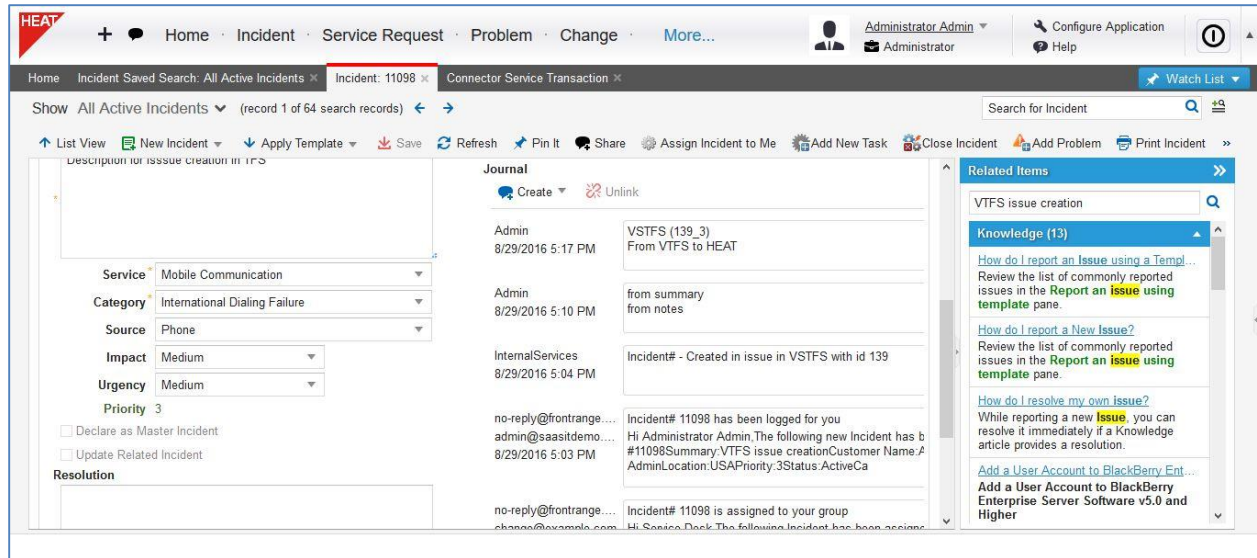 HEAT
Home · Incident · Service Request · Problem · Change · More...
Administrator Admin
Administrator
Configure Application
Help
Home Incident Saved Search: All Active Incidents × Incident: 11098 × Connector Service Transaction ×
Watch List
Show All Active Incidents (record 1 of 64 search records)
Search for Incident
List View New Incident Apply Template Save Refresh Pin It Share Assign Incident to Me Add New Task Close Incident Add Problem Print Incident »
Description for isssue creation in TFS
Service * Mobile Communication
Category * International Dialing Failure
Source Phone
Impact Medium
Urgency Medium
Priority 3
Declare as Master Incident
Update Related Incident
Resolution
Journal
Create Unlink
Admin
8/29/2016 5:17 PM
VSTFS (139_3)
From VTFS to HEAT
Admin
8/29/2016 5:10 PM
from summary
from notes
InternalServices
8/29/2016 5:04 PM
Incident# - Created in issue in VSTFS with id 139
no-reply@frontrange....
admin@saasitdemo....
8/29/2016 5:03 PM
Incident# 11098 has been logged for you
Hi Administrator Admin,The following new Incident has b
#11098Summary:VTFS issue creationCustomer Name:A
AdminLocation:USAPriority:3Status:ActiveCa
no-reply@frontrange....
change@example.com
Incident# 11098 is assigned to your group
Hi Service Desk,The following Incident has been assigne
Related Items
VTFS issue creation
Knowledge (13)
How do I report an Issue using a Templ...
Review the list of commonly reported
issues in the Report an issue using
template pane.
How do I report a New Issue?
Review the list of commonly reported
issues in the Report an issue using
template pane.
How do I resolve my own issue?
While reporting a new Issue, you can
resolve it immediately if a Knowledge
article provides a resolution.
Add a User Account to BlackBerry Ent...
Add a User Account to BlackBerry
Enterprise Server Software v5.0 and
Higher